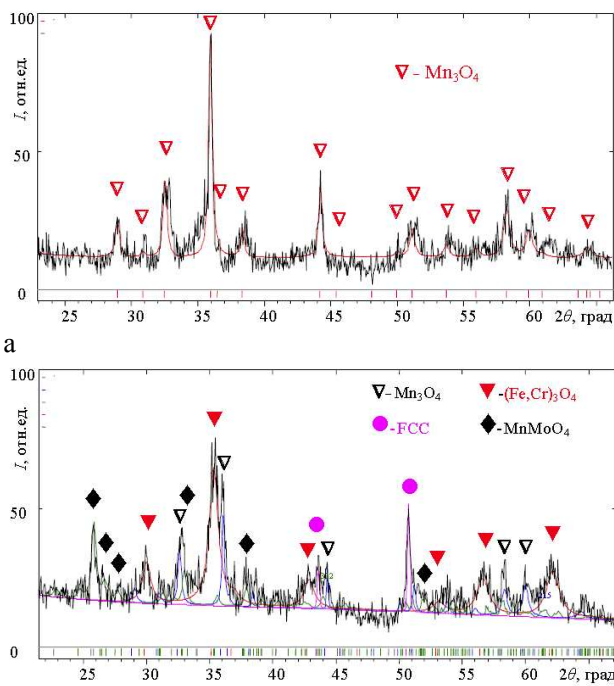 100
I, отн.ед.
- Mn₃O₄
50
0
25 30 35 40 45 50 55 60 2θ, град
а
100
I, отн.ед.
- Mn₃O₄ -(Fe,Cr)₃O₄
-FCC -MnMoO₄
50
0
25 30 35 40 45 50 55 60 2θ, град